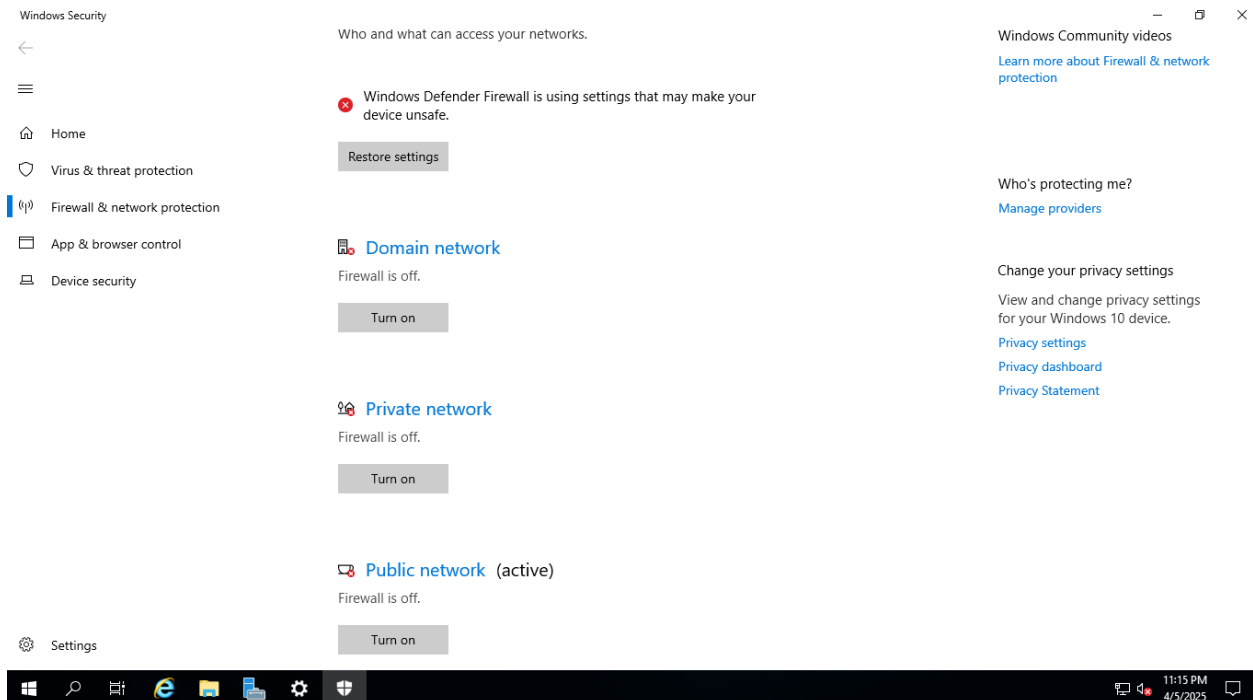 Windows Security
Home
Virus & threat protection
Firewall & network protection
App & browser control
Device security
Settings
Who and what can access your networks.
Windows Defender Firewall is using settings that may make your
device unsafe.
Restore settings
Domain network
Firewall is off.
Turn on
Private network
Firewall is off.
Turn on
Public network (active)
Firewall is off.
Turn on
Windows Community videos
Learn more about Firewall & network
protection
Who's protecting me?
Manage providers
Change your privacy settings
View and change privacy settings
for your Windows 10 device.
Privacy settings
Privacy dashboard
Privacy Statement
11:15 PM
4/5/2025